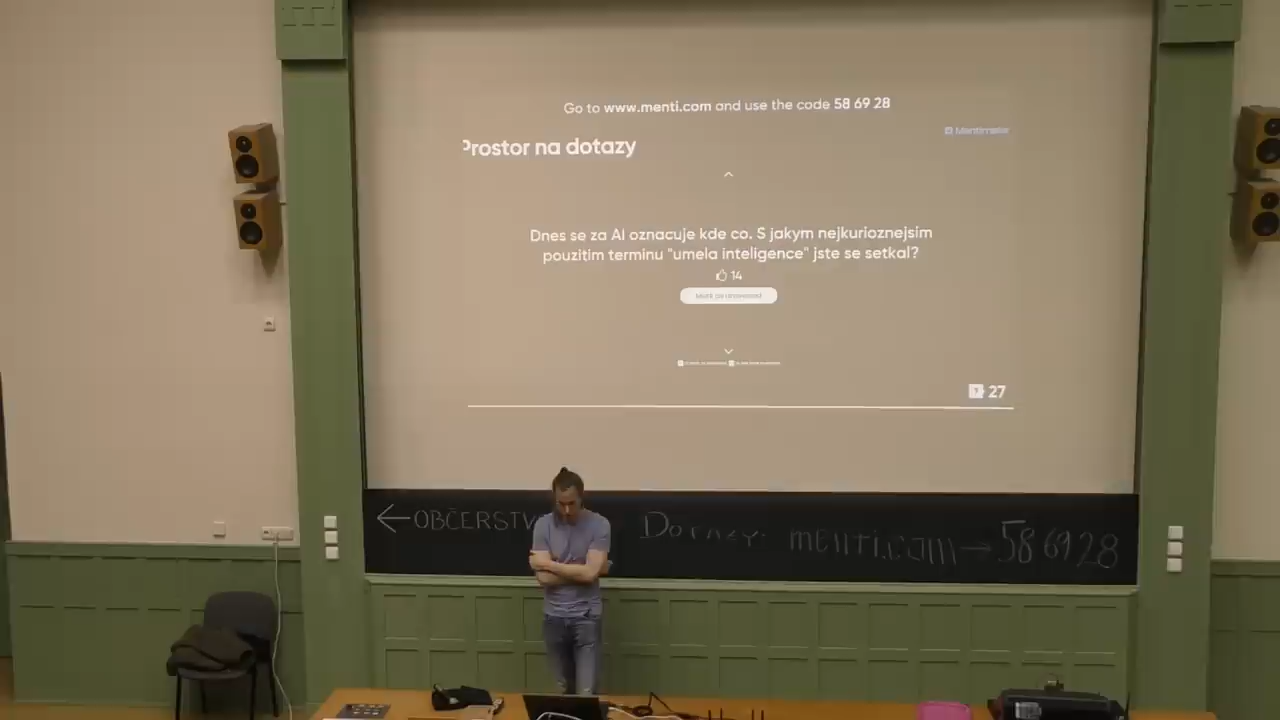 Go to www.menti.com and use the code 58 69 28
Mentimeter
Prostor na dotazy
Dnes se za AI oznacuje kde co. S jakym nejkurioznejsim
pouzitim terminu "umela inteligence" jste se setkal?
14
27
← OBČERSTV
Dotazy: menti.com → 58 69 28